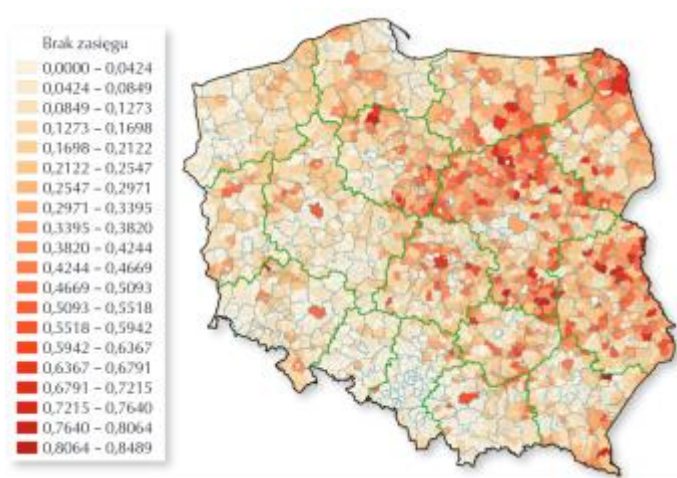 Brak zasięgu
0,0000 – 0,0424
0,0424 – 0,0849
0,0849 – 0,1273
0,1273 – 0,1698
0,1698 – 0,2122
0,2122 – 0,2547
0,2547 – 0,2971
0,2971 – 0,3395
0,3395 – 0,3820
0,3820 – 0,4244
0,4244 – 0,4669
0,4669 – 0,5093
0,5093 – 0,5518
0,5518 – 0,5942
0,5942 – 0,6367
0,6367 – 0,6791
0,6791 – 0,7215
0,7215 – 0,7640
0,7640 – 0,8064
0,8064 – 0,8489